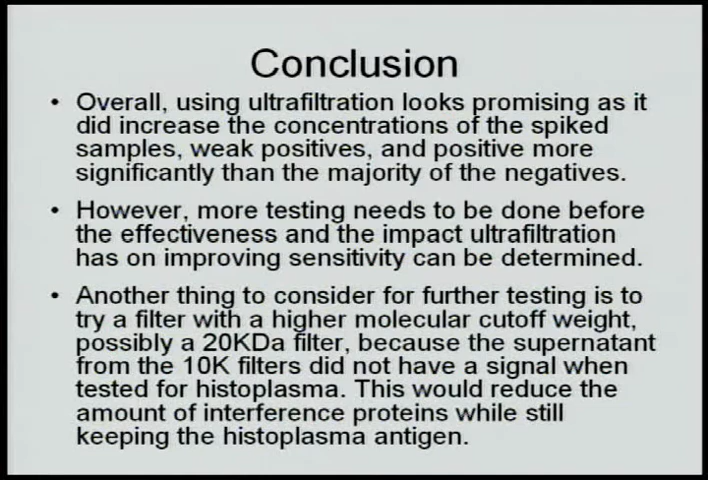 Conclusion
• Overall, using ultrafiltration looks promising as it
did increase the concentrations of the spiked
samples, weak positives, and positive more
significantly than the majority of the negatives.
• However, more testing needs to be done before
the effectiveness and the impact ultrafiltration
has on improving sensitivity can be determined.
• Another thing to consider for further testing is to
try a filter with a higher molecular cutoff weight,
possibly a 20KDa filter, because the supernatant
from the 10K filters did not have a signal when
tested for histoplasma. This would reduce the
amount of interference proteins while still
keeping the histoplasma antigen.